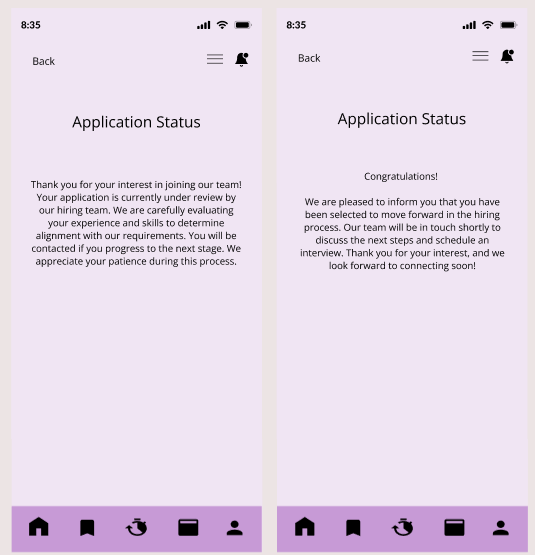 8:35
Back
Application Status
Thank you for your interest in joining our team!
Your application is currently under review by
our hiring team. We are carefully evaluating
your experience and skills to determine
alignment with our requirements. You will be
contacted if you progress to the next stage. We
appreciate your patience during this process.
8:35
Back
Application Status
Congratulations!
We are pleased to inform you that you have
been selected to move forward in the hiring
process. Our team will be in touch shortly to
discuss the next steps and schedule an
interview. Thank you for your interest, and we
look forward to connecting soon!